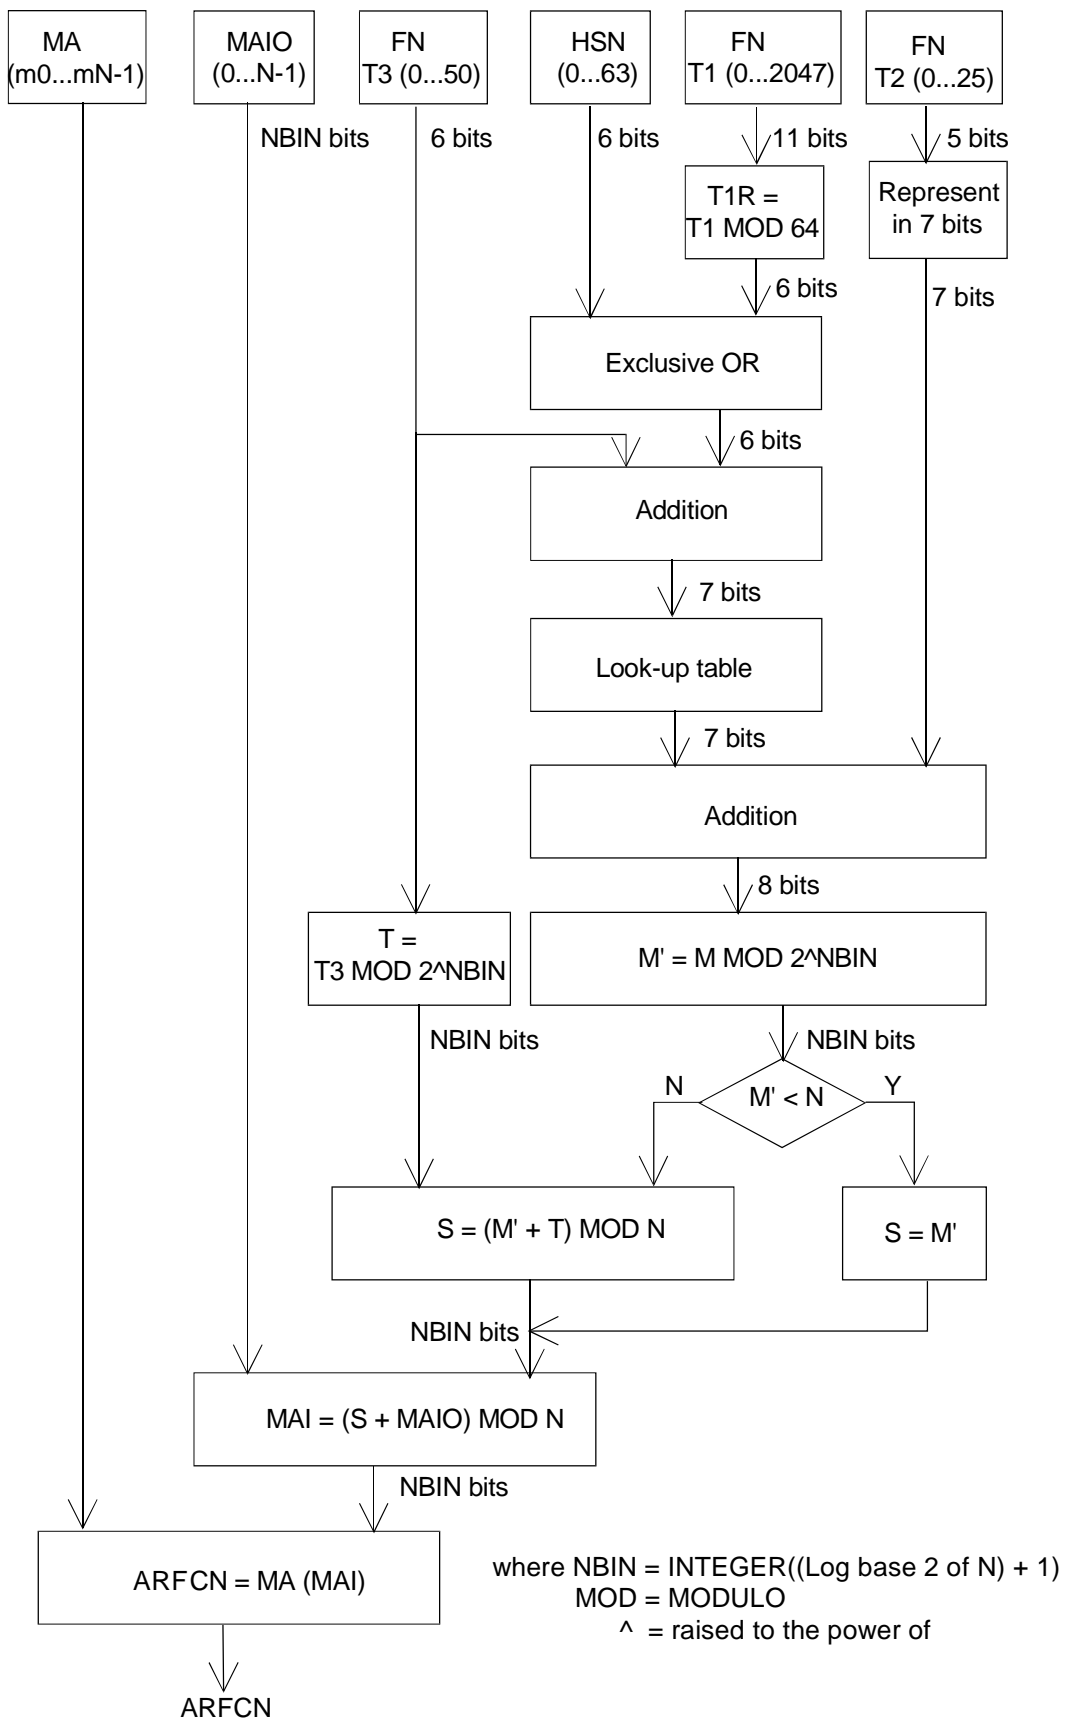 MA
(m0...mN-1)
MAIO
(0...N-1)
FN
T3 (0...50)
HSN
(0...63)
FN
T1 (0...2047)
FN
T2 (0...25)
NBIN bits
6 bits
6 bits
11 bits
5 bits
T1R =
T1 MOD 64
Represent
in 7 bits
6 bits
7 bits
Exclusive OR
6 bits
Addition
7 bits
Look-up table
7 bits
Addition
8 bits
T =
T3 MOD 2^NBIN
M' = M MOD 2^NBIN
NBIN bits
NBIN bits
N
M' < N
Y
S = (M' + T) MOD N
S = M'
NBIN bits
MAI = (S + MAIO) MOD N
NBIN bits
ARFCN = MA (MAI)
where NBIN = INTEGER((Log base 2 of N) + 1)
MOD = MODULO
^ = raised to the power of
ARFCN